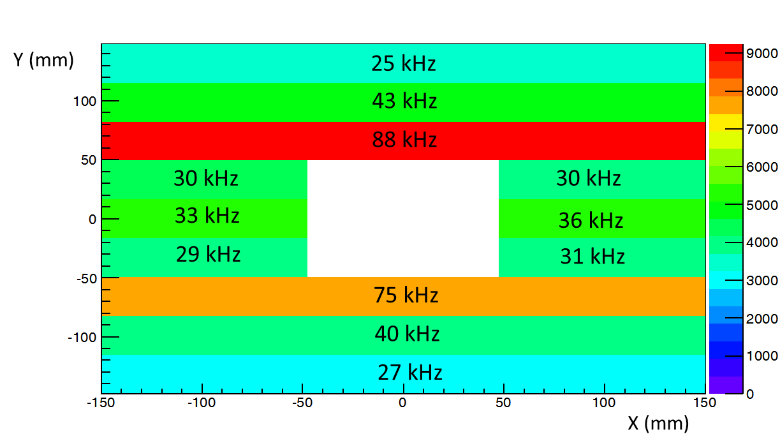 Y (mm)
25 kHz
43 kHz
88 kHz
30 kHz 30 kHz
33 kHz 36 kHz
29 kHz 31 kHz
75 kHz
40 kHz
27 kHz
100
50
0
-50
-100
-150 -100 -50 0 50 100 150
X (mm)
9000
8000
7000
6000
5000
4000
3000
2000
1000
0